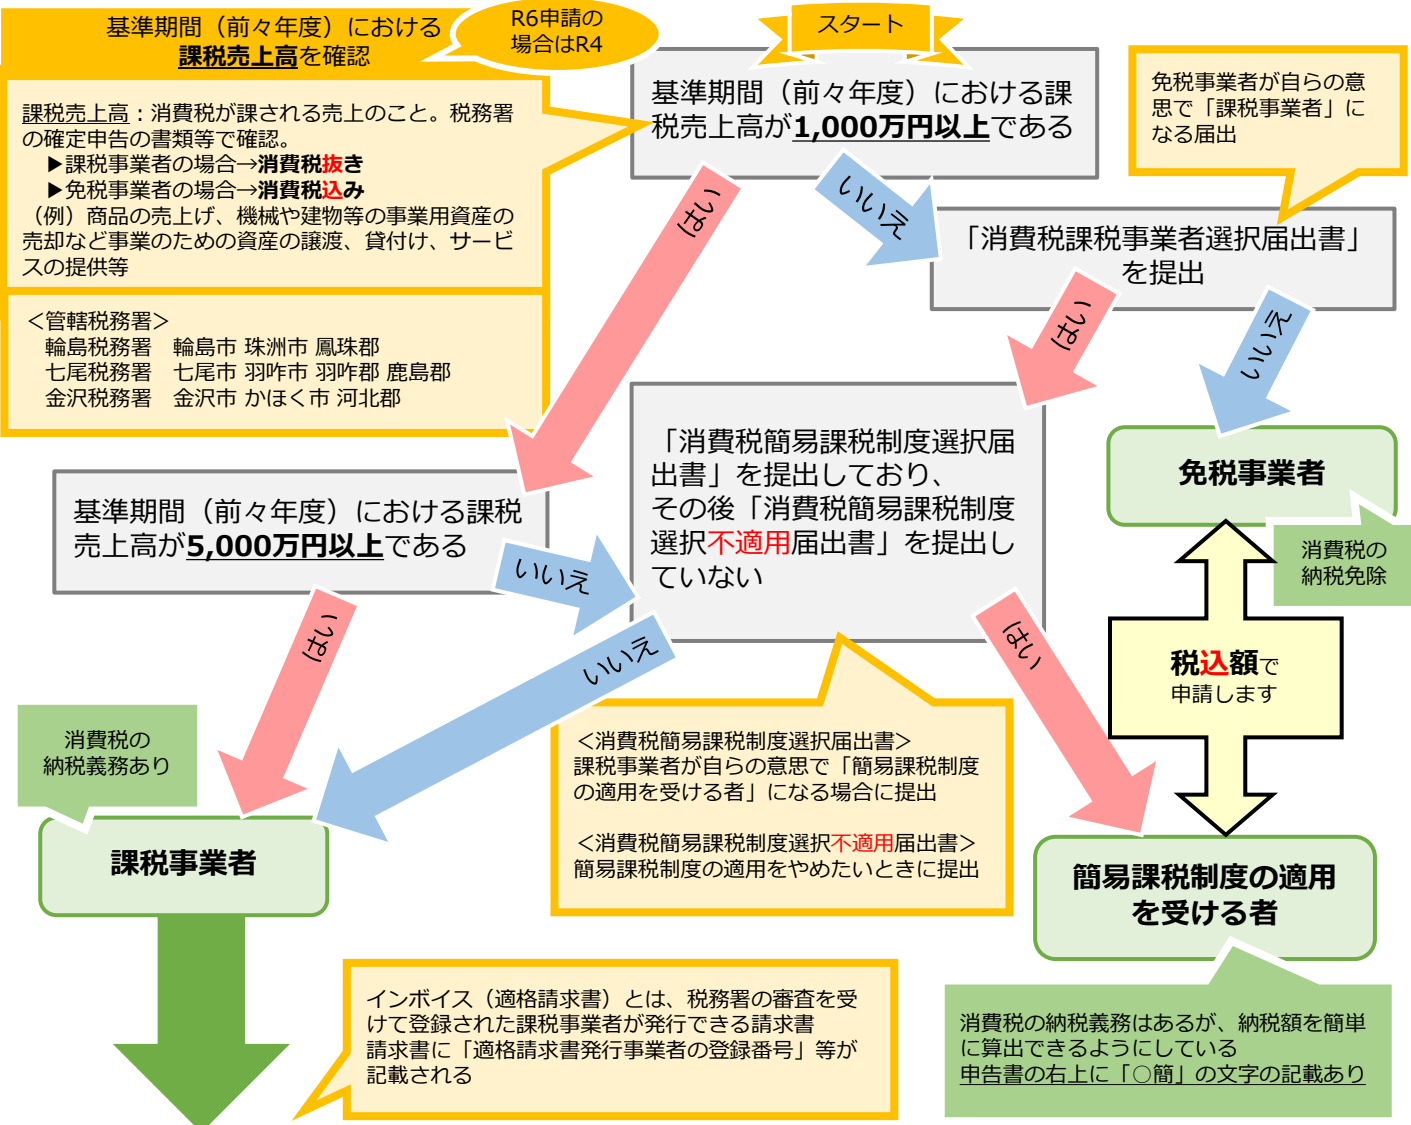 基準期間（前々年度）における
課税売上高を確認
R6申請の
場合はR4
スタート
課税売上高：消費税が課される売上のこと。税務署
の確定申告の書類等で確認。
▶課税事業者の場合→消費税抜き
▶免税事業者の場合→消費税込み
（例）商品の売上げ、機械や建物等の事業用資産の
売却など事業のための資産の譲渡、貸付け、サービ
スの提供等
＜管轄税務署＞
輪島税務署　輪島市 珠洲市 鳳珠郡
七尾税務署　七尾市 羽咋市 羽咋郡 鹿島郡
金沢税務署　金沢市 かほく市 河北郡
基準期間（前々年度）における課
税売上高が1,000万円以上である
免税事業者が自らの意
思で「課税事業者」に
なる届出
はい
いいえ
「消費税課税事業者選択届出書」
を提出
はい
いいえ
基準期間（前々年度）における課税
売上高が5,000万円以上である
「消費税簡易課税制度選択届
出書」を提出しており、
その後「消費税簡易課税制度
選択不適用届出書」を提出し
ていない
免税事業者
消費税の
納税免除
いいえ
はい
いいえ
はい
税込額で
申請します
消費税の
納税義務あり
課税事業者
＜消費税簡易課税制度選択届出書＞
課税事業者が自らの意思で「簡易課税制度
の適用を受ける者」になる場合に提出
＜消費税簡易課税制度選択不適用届出書＞
簡易課税制度の適用をやめたいときに提出
簡易課税制度の適用
を受ける者
インボイス（適格請求書）とは、税務署の審査を受
けて登録された課税事業者が発行できる請求書
請求書に「適格請求書発行事業者の登録番号」等が
記載される
消費税の納税義務はあるが、納税額を簡単
に算出できるようにしている
申告書の右上に「○簡」の文字の記載あり